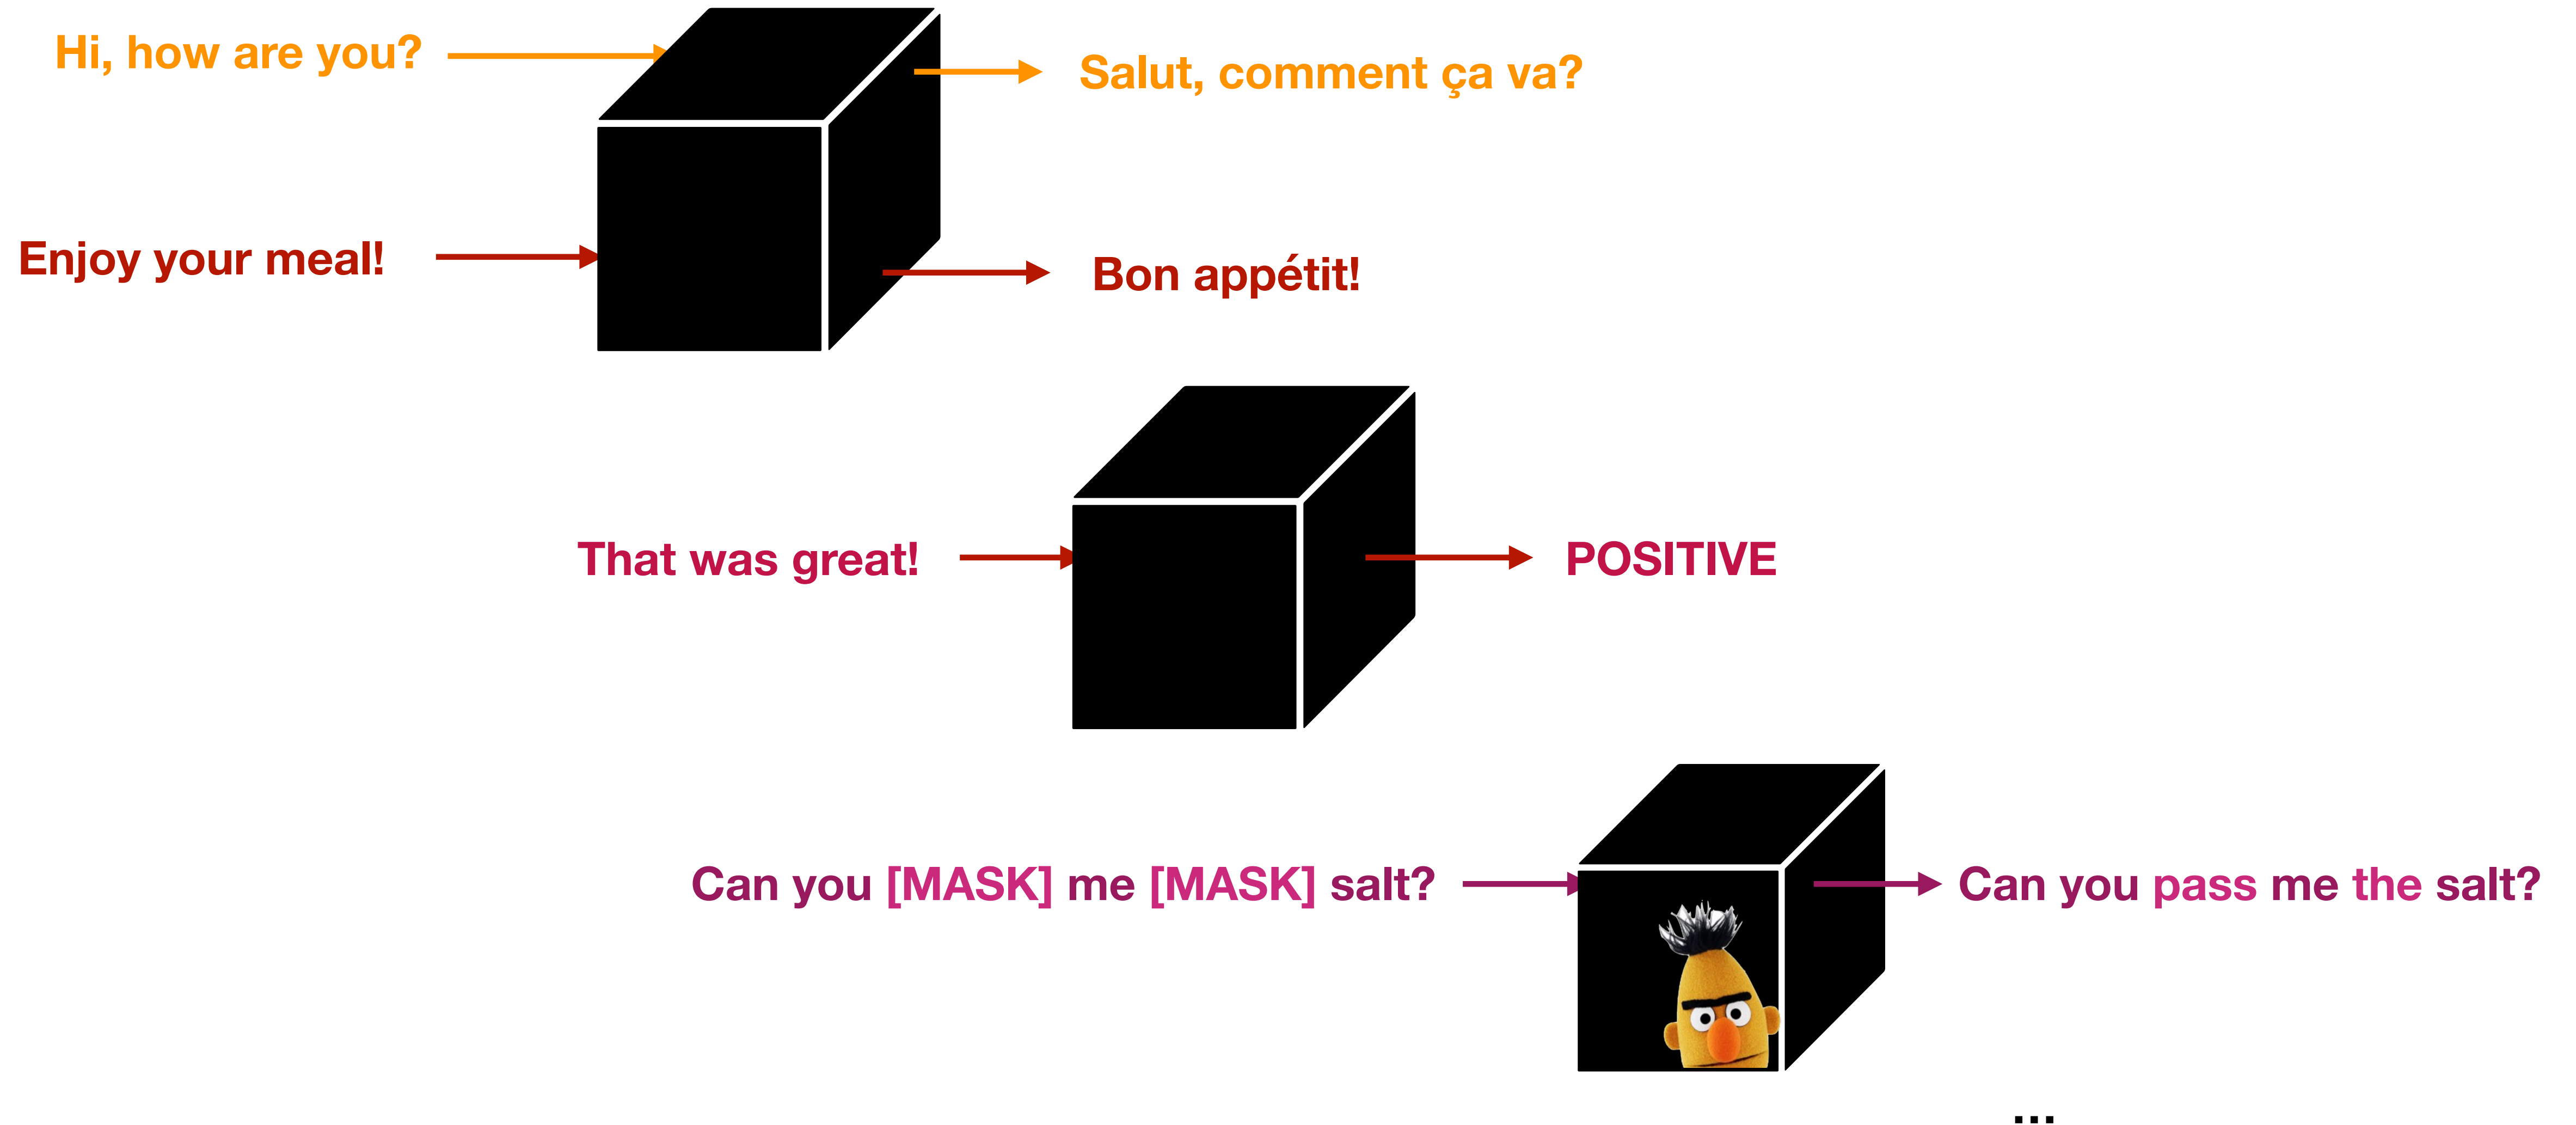 Hi, how are you?
Salut, comment ça va?
Enjoy your meal!
Bon appétit!
That was great!
POSITIVE
Can you [MASK] me [MASK] salt?
Can you pass me the salt?
...